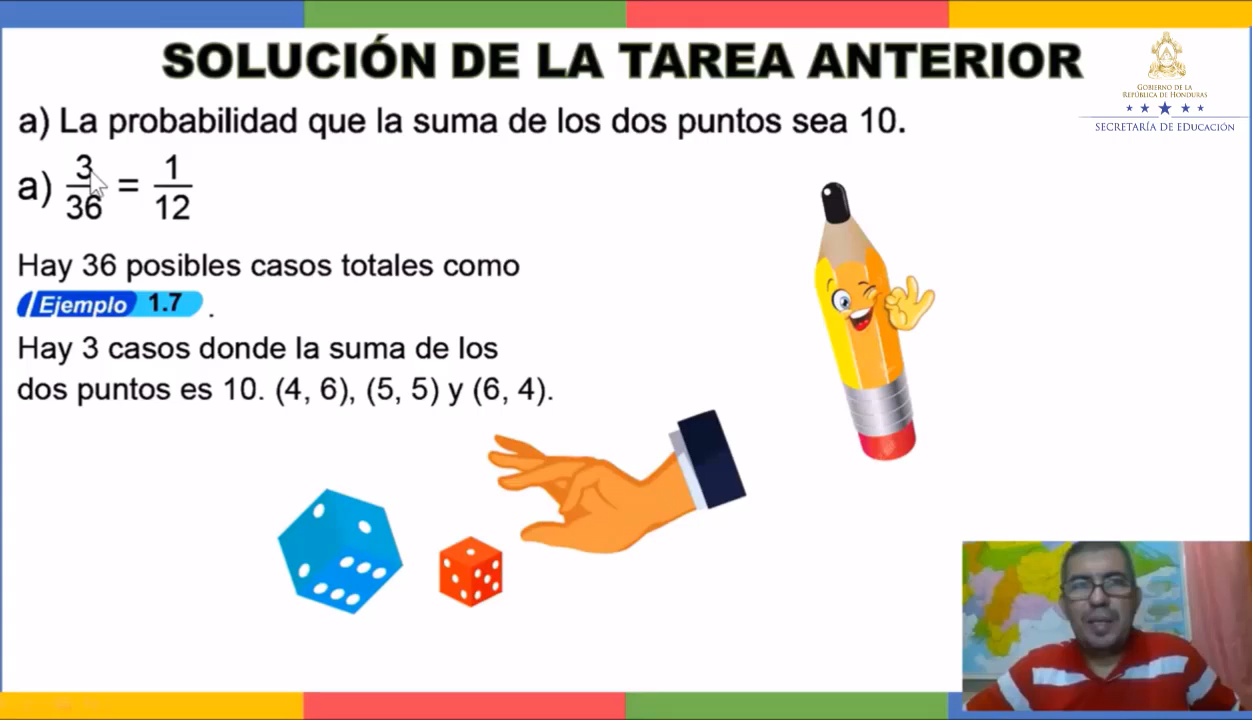 SOLUCIÓN DE LA TAREA ANTERIOR
GOBIERNO DE LA
REPÚBLICA DE HONDURAS
SECRETARÍA DE EDUCACIÓN
a) La probabilidad que la suma de los dos puntos sea 10.
a) 3/36 = 1/12
Hay 36 posibles casos totales como
Ejemplo 1.7 .
Hay 3 casos donde la suma de los
dos puntos es 10. (4, 6), (5, 5) y (6, 4).